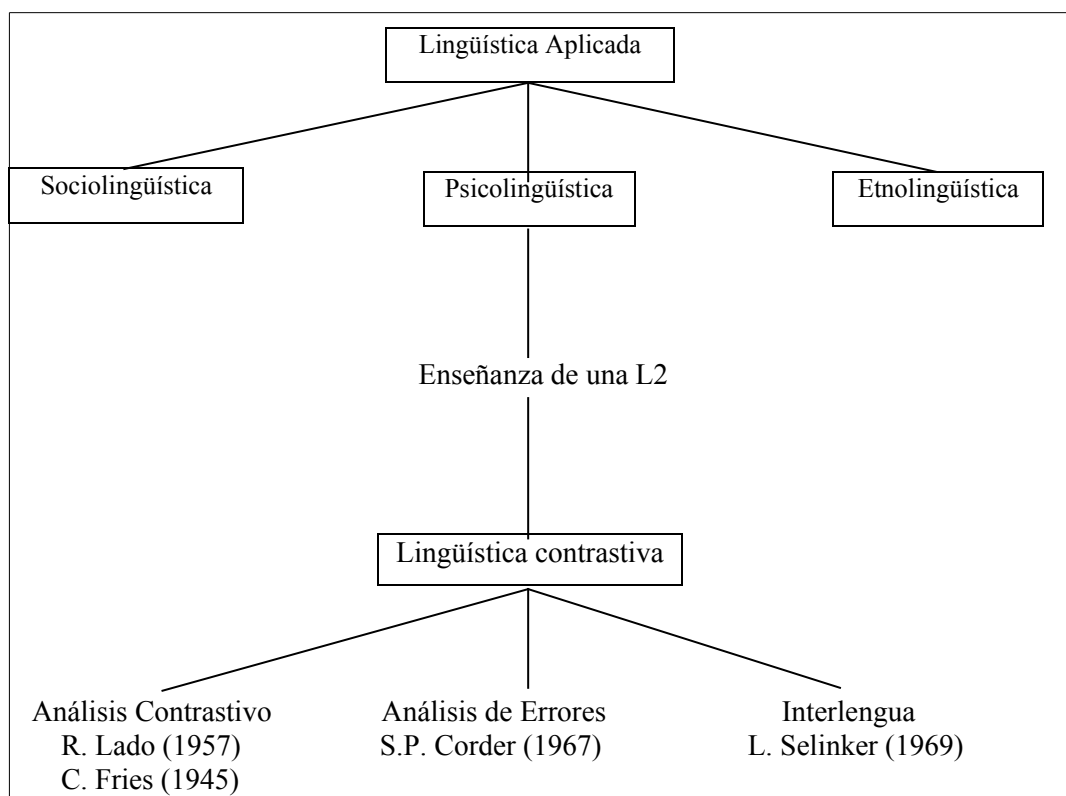 Lingüística Aplicada
Sociolingüística
Psicolingüística
Etnolingüística
Enseñanza de una L2
Lingüística contrastiva
Análisis Contrastivo
R. Lado (1957)
C. Fries (1945)
Análisis de Errores
S.P. Corder (1967)
Interlengua
L. Selinker (1969)